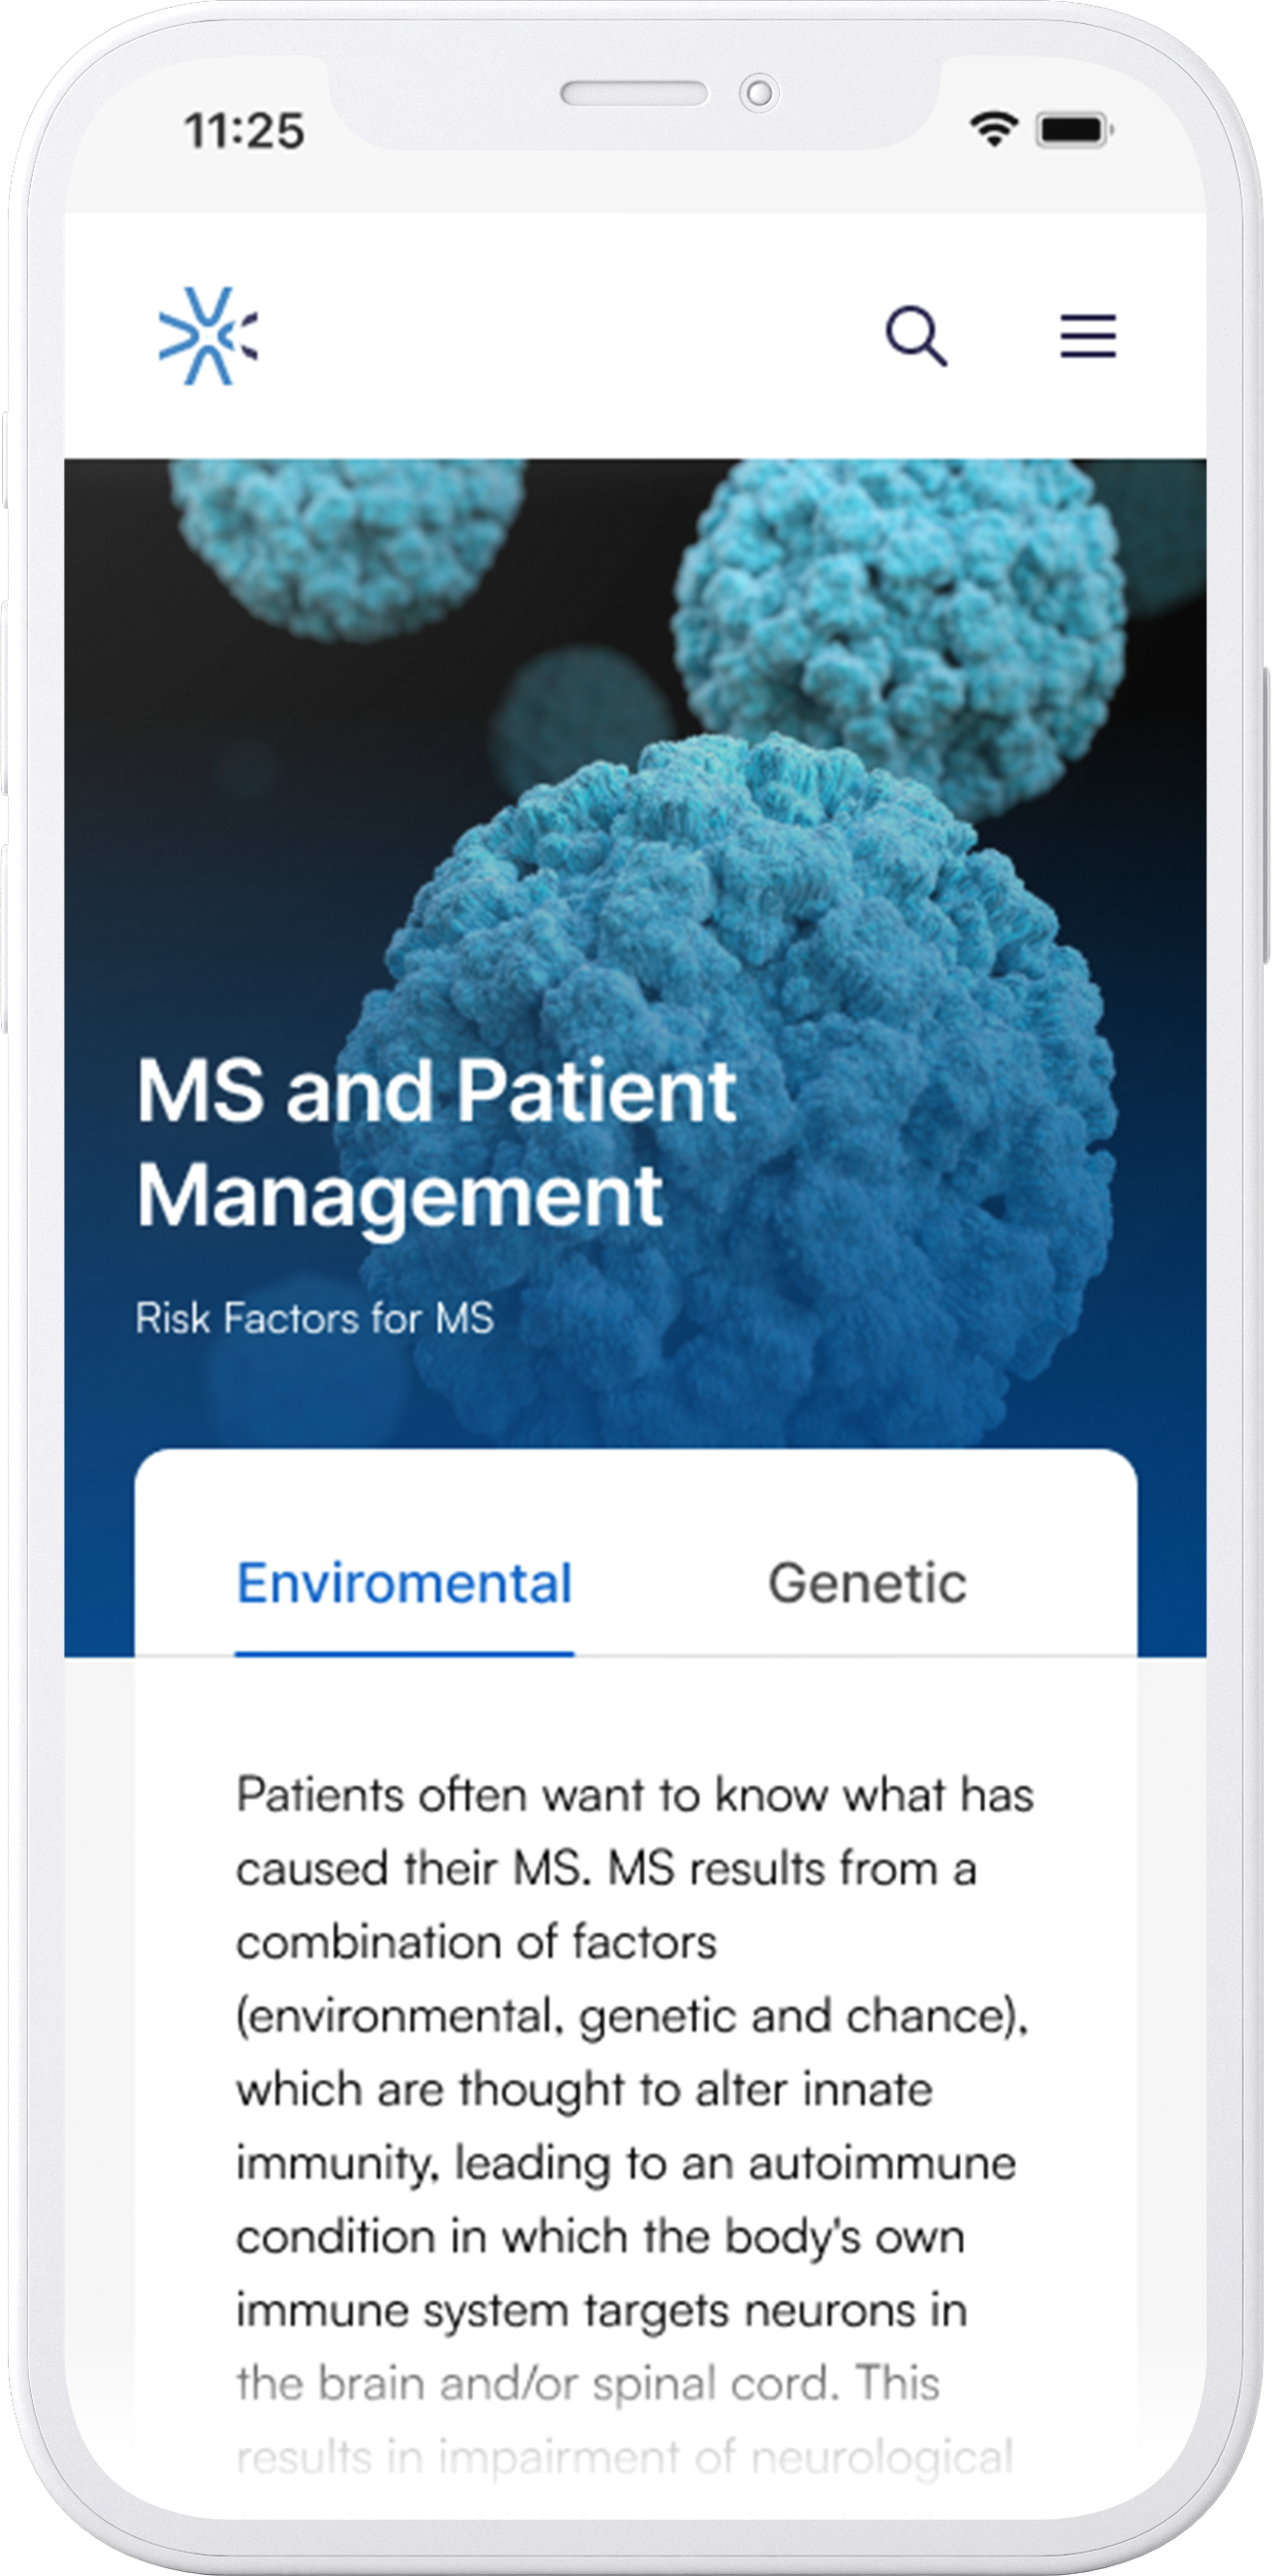 11:25
MS and Patient
Management
Risk Factors for MS
Enviromental
Genetic
Patients often want to know what has
caused their MS. MS results from a
combination of factors
(environmental, genetic and chance),
which are thought to alter innate
immunity, leading to an autoimmune
condition in which the body's own
immune system targets neurons in
the brain and/or spinal cord. This
results in impairment of neurological